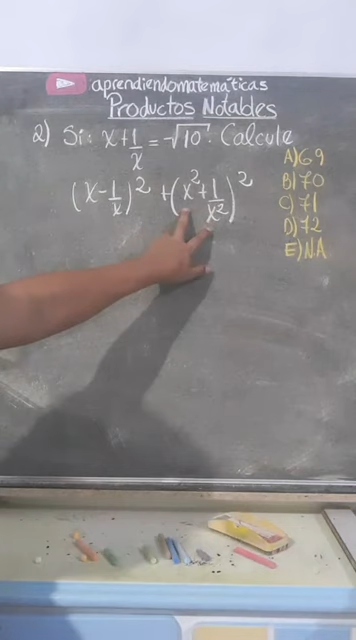 aprendiendomatemáticas
Productos Notables
2) Si: x + 1/x = √10. Calcule
(x - 1/x)² + (x² + 1/x²)²
A) 69
B) 70
C) 71
D) 72
E) NA